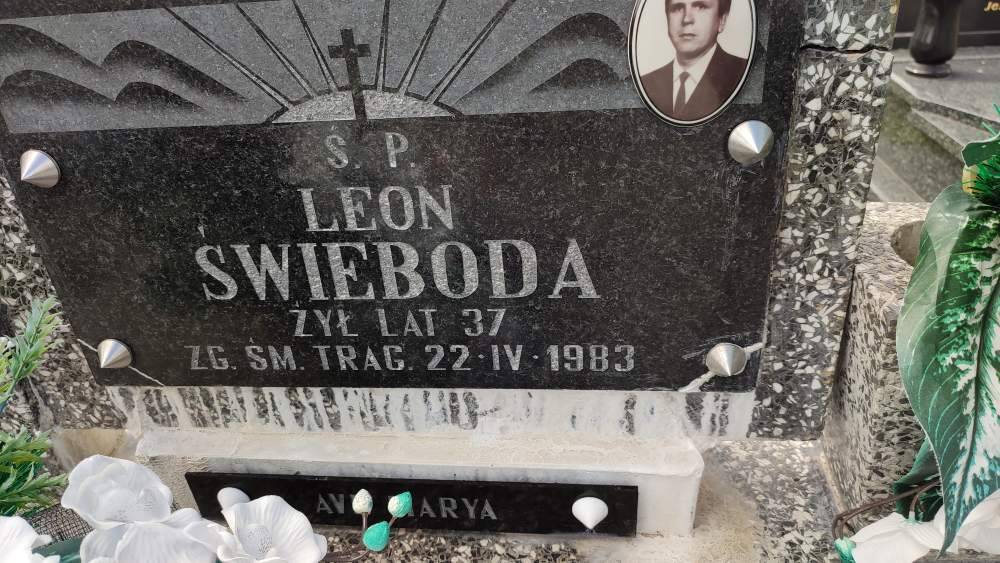 Ś. P.
LEON
ŚWIEBODA
ŻYŁ LAT 37
ZG. ŚM. TRAG. 22·IV·1983